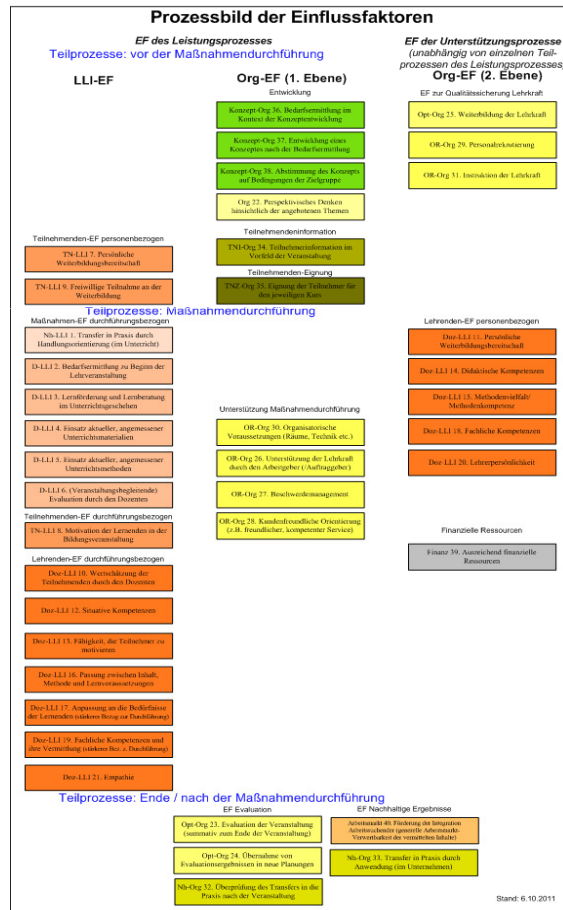 Prozessbild der Einflussfaktoren
EF des Leistungsprozesses
Teilprozesse: vor der Maßnahmendurchführung
EF der Unterstützungsprozesse
(unabhängig von einzelnen Teil-
prozessen des Leistungsprozesses)
LLI-EF
Org-EF (1. Ebene)
Org-EF (2. Ebene)
Entwicklung
Konzept-Org 36. Bedarfsermittlung im
Kontext der Konzeptentwicklung
Konzept-Org 37. Entwicklung eines
Konzeptes nach der Bedarfsermittlung
Konzept-Org 38. Abstimmung des Konzepts
auf Bedingungen der Zielgruppe
Org 22. Perspektivisches Denken
hinsichtlich der angebotenen Themen
EF zur Qualitätssicherung Lehrkraft
Opt-Org 25. Weiterbildung der Lehrkraft
OR-Org 29. Personalrekrutierung
OR-Org 31. Instruktion der Lehrkraft
Teilnehmenden-EF personenbezogen
TN-LLI 7. Persönliche
Weiterbildungsbereitschaft
TN-LLI 9. Freiwillige Teilnahme an der
Weiterbildung
Teilnehmendeninformation
TNI-Org 34. Teilnehmerinformation im
Vorfeld der Veranstaltung
Teilnehmenden-Eignung
TNZ-Org 35. Eignung der Teilnehmer für
den jeweiligen Kurs
Teilprozesse: Maßnahmendurchführung
Maßnahmen-EF durchführungsbezogen
Nh-LLI 1. Transfer in Praxis durch
Handlungsorientierung (im Unterricht)
D-LLI 2. Bedarfsermittlung zu Beginn der
Lehrveranstaltung
D-LLI 3. Lernförderung und Lernberatung
im Unterrichtsgeschehen
D-LLI 4. Einsatz aktueller, angemessener
Unterrichtsmaterialien
D-LLI 5. Einsatz aktueller, angemessener
Unterrichtsmethoden
D-LLI 6. (Veranstaltungsbegleitende)
Evaluation durch den Dozenten
Teilnehmenden-EF durchführungsbezogen
TN-LLI 8. Motivation der Lernenden in der
Bildungsveranstaltung
Lehrenden-EF durchführungsbezogen
Doz-LLI 10. Wertschätzung der
Teilnehmenden durch den Dozenten
Doz-LLI 12. Situative Kompetenzen
Doz-LLI 13. Fähigkeit, die Teilnehmer zu
motivieren
Doz-LLI 16. Passung zwischen Inhalt,
Methode und Lernvoraussetzungen
Doz-LLI 17. Anpassung an die Bedürfnisse
der Lernenden (stärkerer Bezug zur Durchführung)
Doz-LLI 19. Fachliche Kompetenzen und
ihre Vermittlung (stärkerer Bez. z. Durchführung)
Doz-LLI 21. Empathie
Unterstützung Maßnahmendurchführung
OR-Org 30. Organisatorische
Voraussetzungen (Räume, Technik etc.)
OR-Org 26. Unterstützung der Lehrkraft
durch den Arbeitgeber (/Auftraggeber)
OR-Org 27. Beschwerdemanagement
OR-Org 28. Kundenfreundliche Orientierung
(z.B. freundlicher, kompetenter Service)
Lehrenden-EF personenbezogen
Doz-LLI 11. Persönliche
Weiterbildungsbereitschaft
Doz-LLI 14. Didaktische Kompetenzen
Doz-LLI 15. Methodenvielfalt/
Methodenkompetenz
Doz-LLI 18. Fachliche Kompetenzen
Doz-LLI 20. Lehrerpersönlichkeit
Finanzielle Ressourcen
Finanz 39. Ausreichend finanzielle
Ressourcen
Teilprozesse: Ende / nach der Maßnahmendurchführung
EF Evaluation
Opt-Org 23. Evaluation der Veranstaltung
(summativ zum Ende der Veranstaltung)
Opt-Org 24. Übernahme von
Evaluationsergebnissen in neue Planungen
Nh-Org 32. Überprüfung des Transfers in die
Praxis nach der Veranstaltung
EF Nachhaltige Ergebnisse
Arbeitsmarkt 40. Förderung der Integration
Arbeitssuchender (generelle Arbeitsmarkt-
Verwertbarkeit der vermittelten Inhalte)
Nh-Org 33. Transfer in Praxis durch
Anwendung (im Unternehmen)
Stand: 6.10.2011